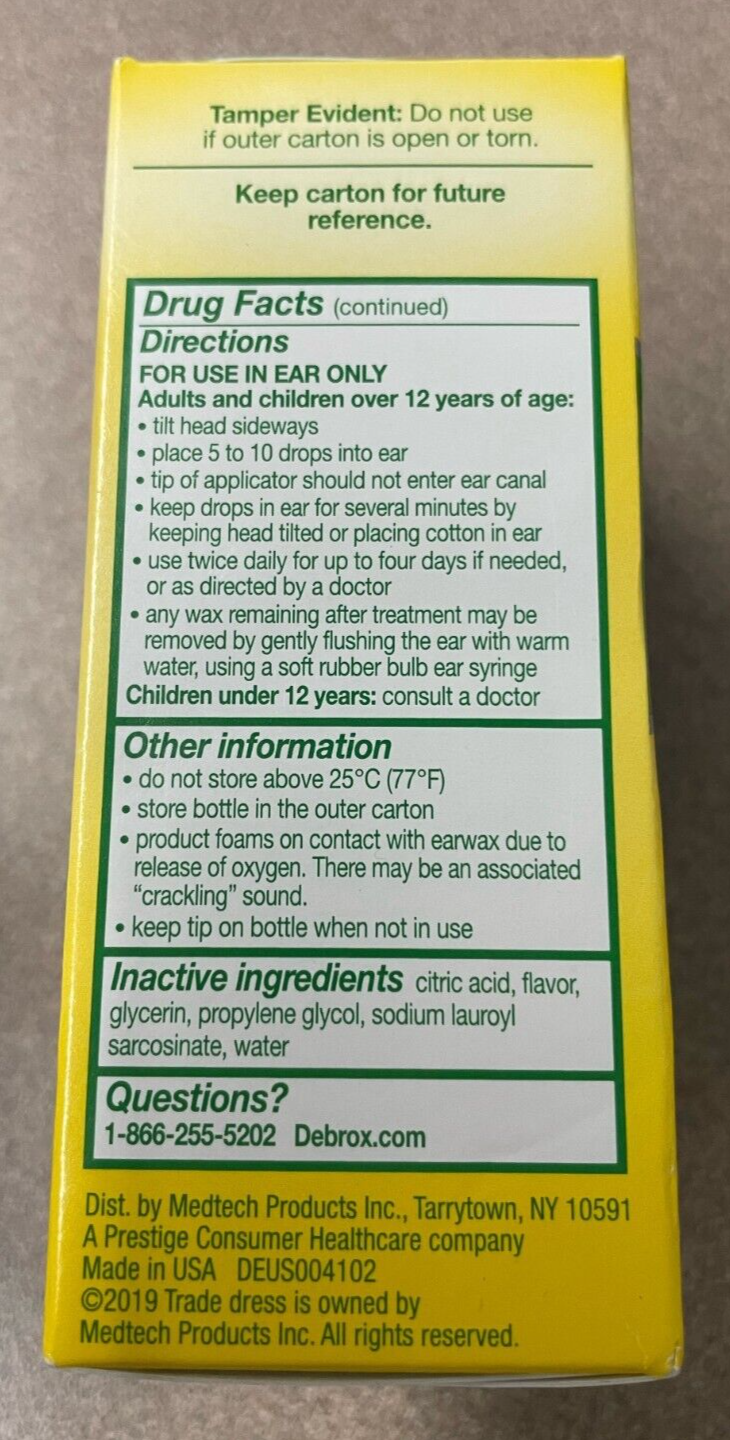 Tamper Evident: Do not use
if outer carton is open or torn.
Keep carton for future
reference.
Drug Facts (continued)
Directions
FOR USE IN EAR ONLY
Adults and children over 12 years of age:
• tilt head sideways
• place 5 to 10 drops into ear
• tip of applicator should not enter ear canal
• keep drops in ear for several minutes by
keeping head tilted or placing cotton in ear
• use twice daily for up to four days if needed,
or as directed by a doctor
• any wax remaining after treatment may be
removed by gently flushing the ear with warm
water, using a soft rubber bulb ear syringe
Children under 12 years: consult a doctor
Other information
• do not store above 25°C (77°F)
• store bottle in the outer carton
• product foams on contact with earwax due to
release of oxygen. There may be an associated
“crackling” sound.
• keep tip on bottle when not in use
Inactive ingredients citric acid, flavor,
glycerin, propylene glycol, sodium lauroyl
sarcosinate, water
Questions?
1-866-255-5202 Debrox.com
Dist. by Medtech Products Inc., Tarrytown, NY 10591
A Prestige Consumer Healthcare company
Made in USA DEUS004102
©2019 Trade dress is owned by
Medtech Products Inc. All rights reserved.